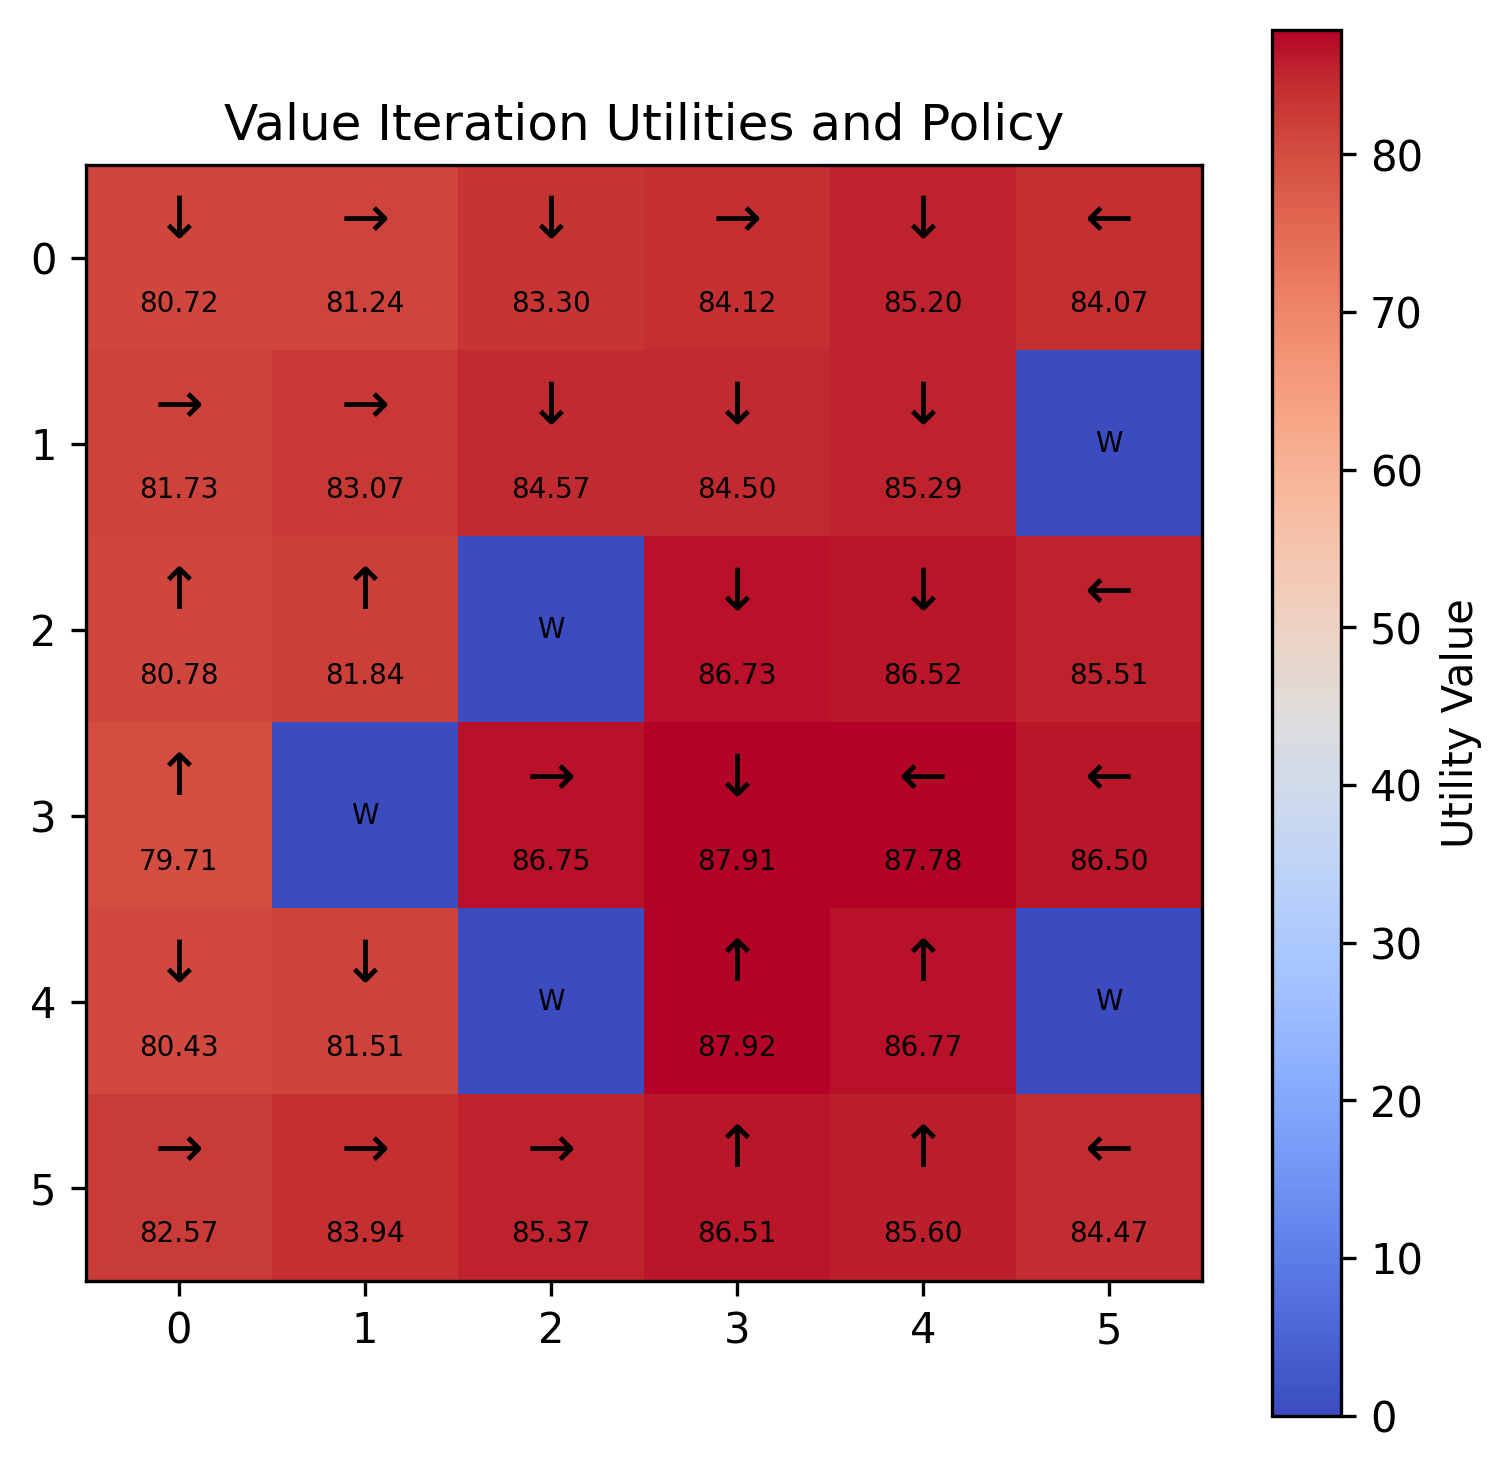 Value Iteration Utilities and Policy
↓ → ↓ → ↓ ←
0
80.72 81.24 83.30 84.12 85.20 84.07
→ → ↓ ↓ ↓
1 W
81.73 83.07 84.57 84.50 85.29
↑ ↑ ↓ ↓ ←
2 W
80.78 81.84 86.73 86.52 85.51
↑ → ↓ ← ←
3 W
79.71 86.75 87.91 87.78 86.50
↓ ↓ ↑ ↑
4 W W
80.43 81.51 87.92 86.77
→ → → ↑ ↑ ←
5
82.57 83.94 85.37 86.51 85.60 84.47
0 1 2 3 4 5
80
70
60
50
40
30
20
10
0
Utility Value